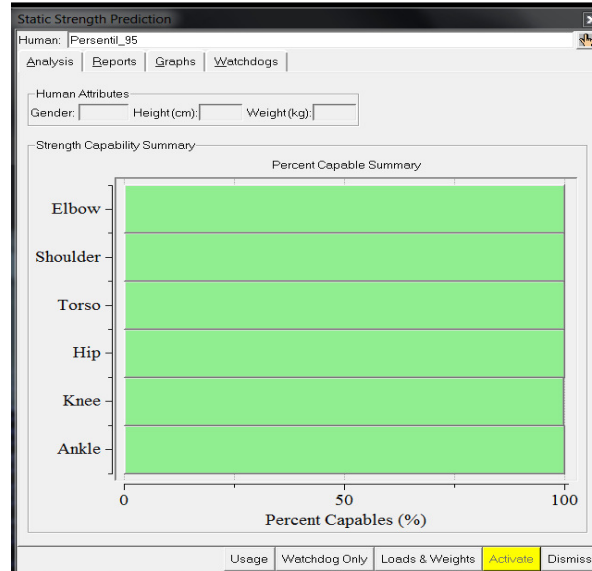 Static Strength Prediction
Human: Persentil_95
Analysis Reports Graphs Watchdogs
Human Attributes
Gender: Height(cm): Weight(kg):
Strength Capability Summary
Percent Capable Summary
Elbow
Shoulder
Torso
Hip
Knee
Ankle
0 50 100
Percent Capables (%)
Usage Watchdog Only Loads & Weights Activate Dismiss